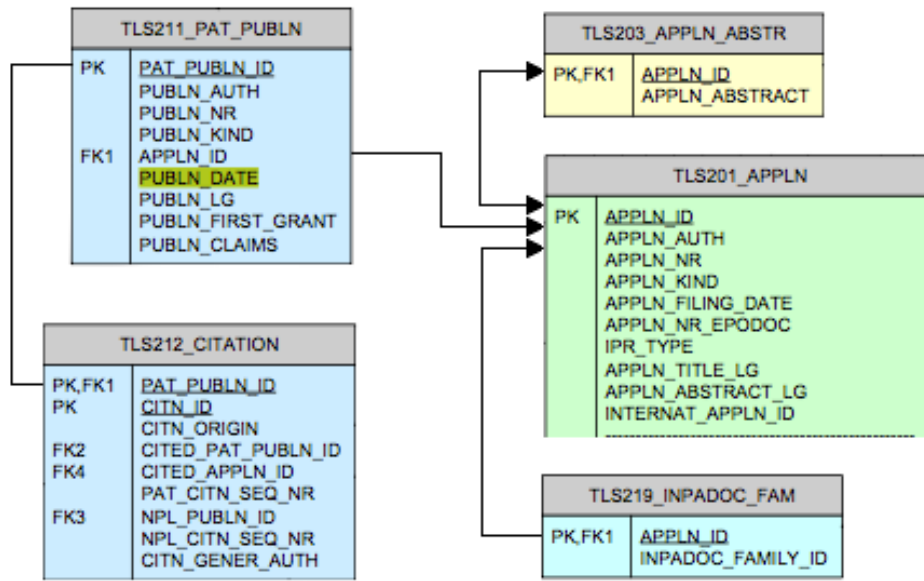 TLS211_PAT_PUBLN
PK PAT_PUBLN_ID
PUBLN_AUTH
PUBLN_NR
PUBLN_KIND
FK1 APPLN_ID
PUBLN_DATE
PUBLN_LG
PUBLN_FIRST_GRANT
PUBLN_CLAIMS
TLS203_APPLN_ABSTR
PK,FK1 APPLN_ID
APPLN_ABSTRACT
TLS201_APPLN
PK APPLN_ID
APPLN_AUTH
APPLN_NR
APPLN_KIND
APPLN_FILING_DATE
APPLN_NR_EPODOC
IPR_TYPE
APPLN_TITLE_LG
APPLN_ABSTRACT_LG
INTERNAT_APPLN_ID
TLS212_CITATION
PK,FK1 PAT_PUBLN_ID
PK CITN_ID
CITN_ORIGIN
FK2 CITED_PAT_PUBLN_ID
FK4 CITED_APPLN_ID
PAT_CITN_SEQ_NR
FK3 NPL_PUBLN_ID
NPL_CITN_SEQ_NR
CITN_GENER_AUTH
TLS219_INPADOC_FAM
PK,FK1 APPLN_ID
INPADOC_FAMILY_ID